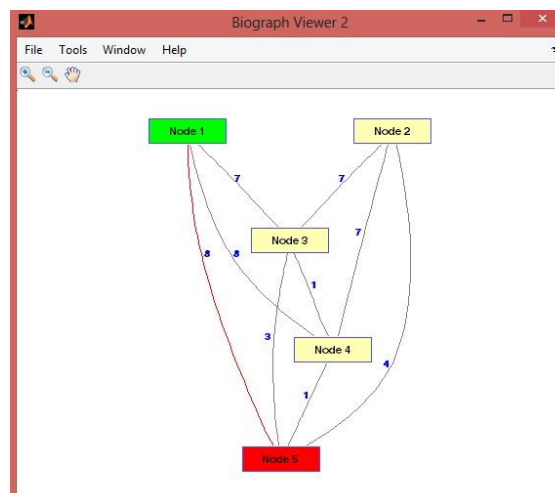 Biograph Viewer 2
File Tools Window Help
Node 1 Node 2
7 7
Node 3
8 8 7
1
3 Node 4 4
1
Node 5